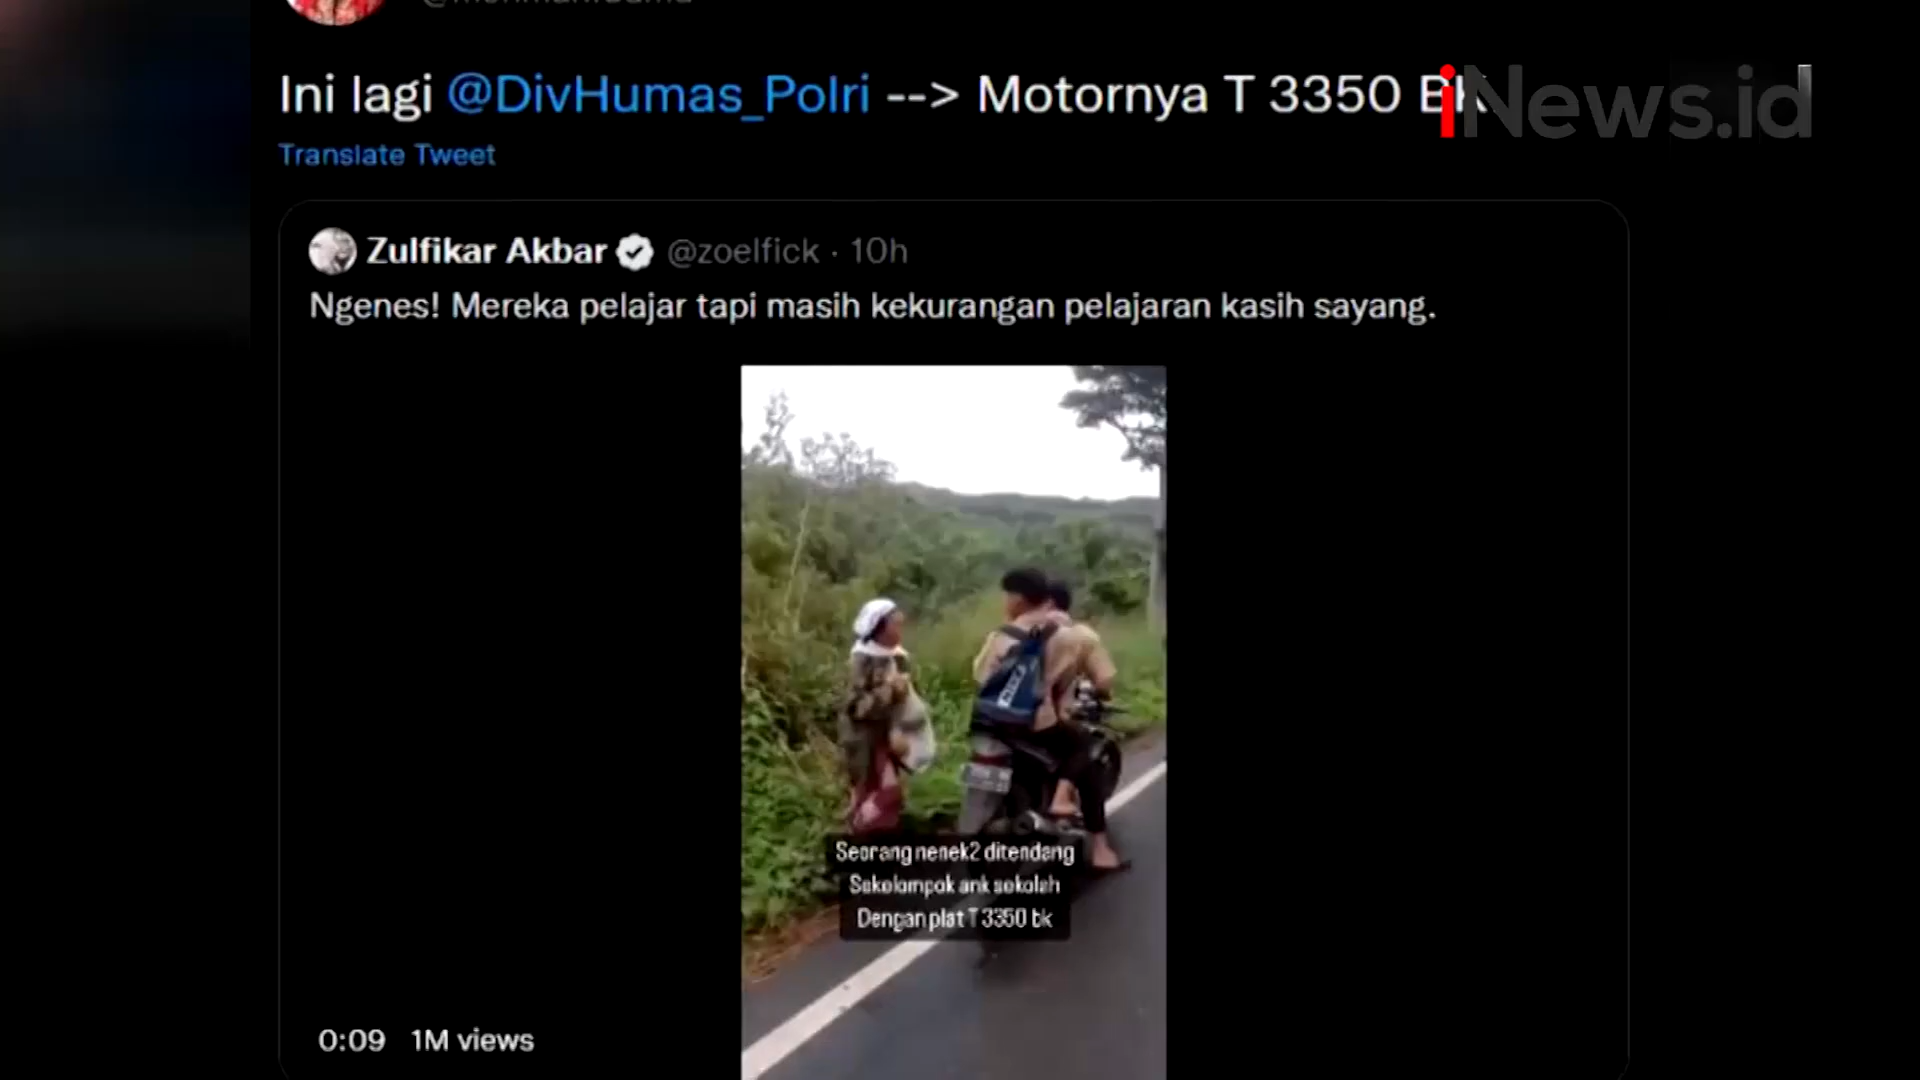 Ini lagi @DivHumas_Polri --> Motornya T 3350 BK
iNews.id
Translate Tweet
Zulfikar Akbar @zoelfick · 10h
Ngenes! Mereka pelajar tapi masih kekurangan pelajaran kasih sayang.
Seorang nenek2 ditendang
Sekelompok ank sekolah
Dengan plat T 3350 bk
0:09 1M views